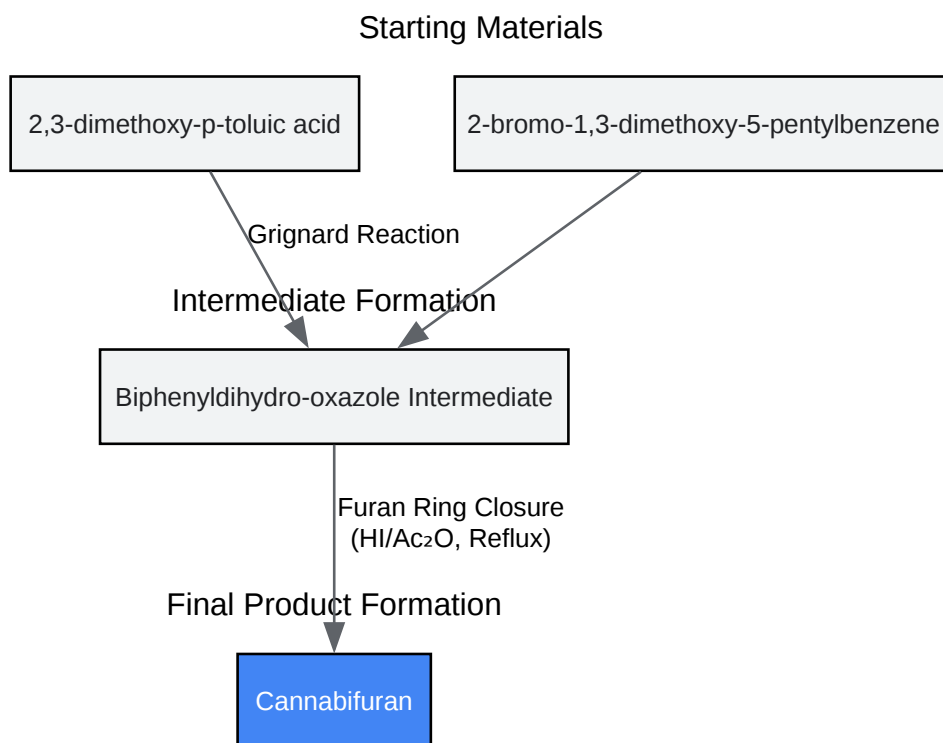 Starting Materials
2,3-dimethoxy-p-toluic acid
2-bromo-1,3-dimethoxy-5-pentylbenzene
Grignard Reaction
Intermediate Formation
Biphenyldihydro-oxazole Intermediate
Furan Ring Closure
(HI/Ac₂O, Reflux)
Final Product Formation
Cannabifuran